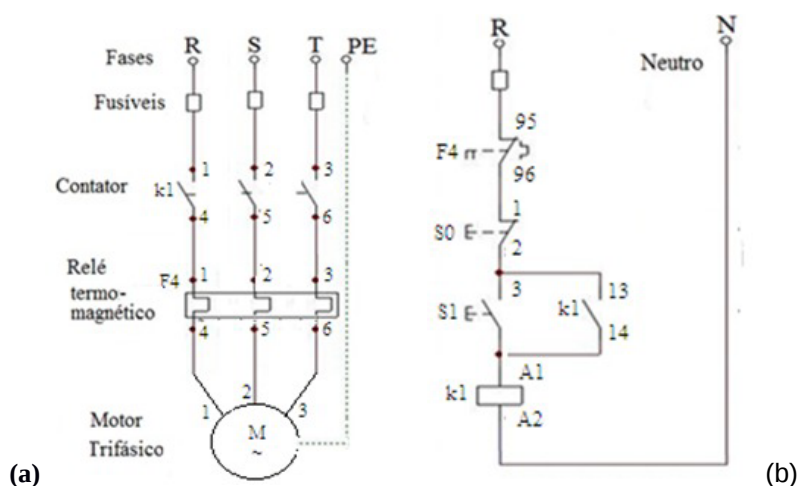 R S T PE
Fases
Fusíveis
1 2 3
Contator k1
4 5 6
Relé termo-magnético F4
1 2 3
4 5 6
1 2 3
Motor Trifásico
M
~
(a)
R N
Neutro
95
F4
96
1
S0
2
3 13
S1 k1
14
A1
k1
A2
(b)